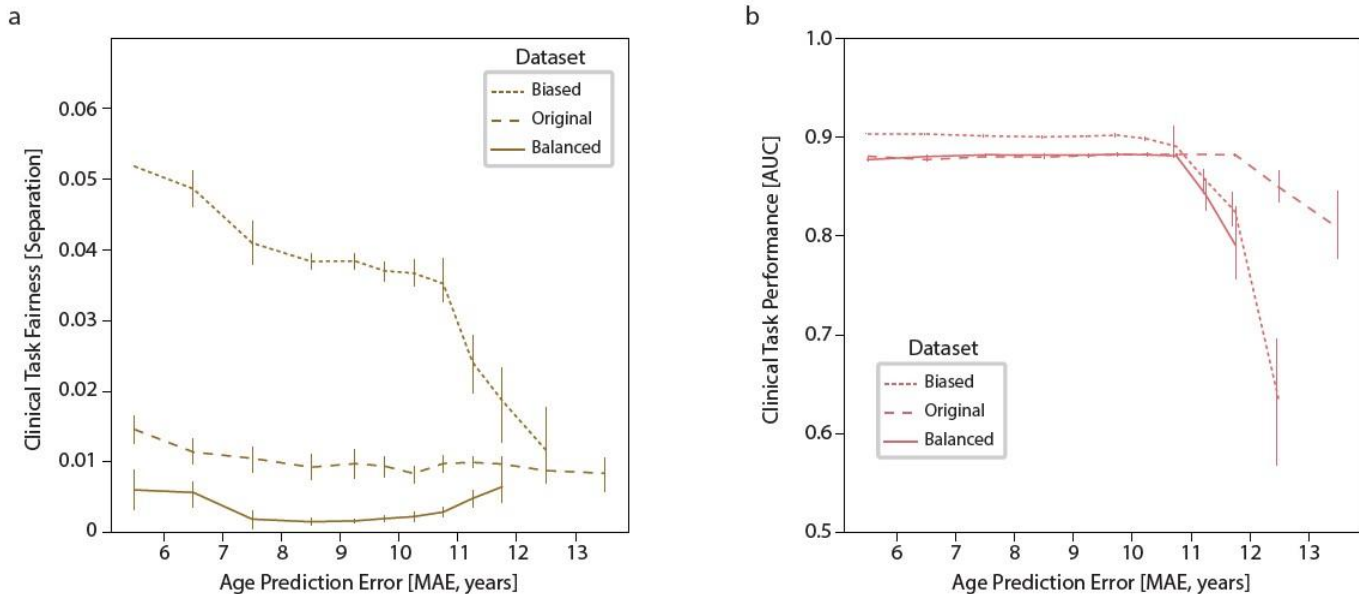 a
Dataset
Biased
Original
Balanced
0.06
0.05
0.04
0.03
0.02
0.01
0
Clinical Task Fairness [Separation]
6 7 8 9 10 11 12 13
Age Prediction Error [MAE, years]
b
1.0
0.9
0.8
0.7
0.6
0.5
Clinical Task Performance [AUC]
Dataset
Biased
Original
Balanced
6 7 8 9 10 11 12 13
Age Prediction Error [MAE, years]